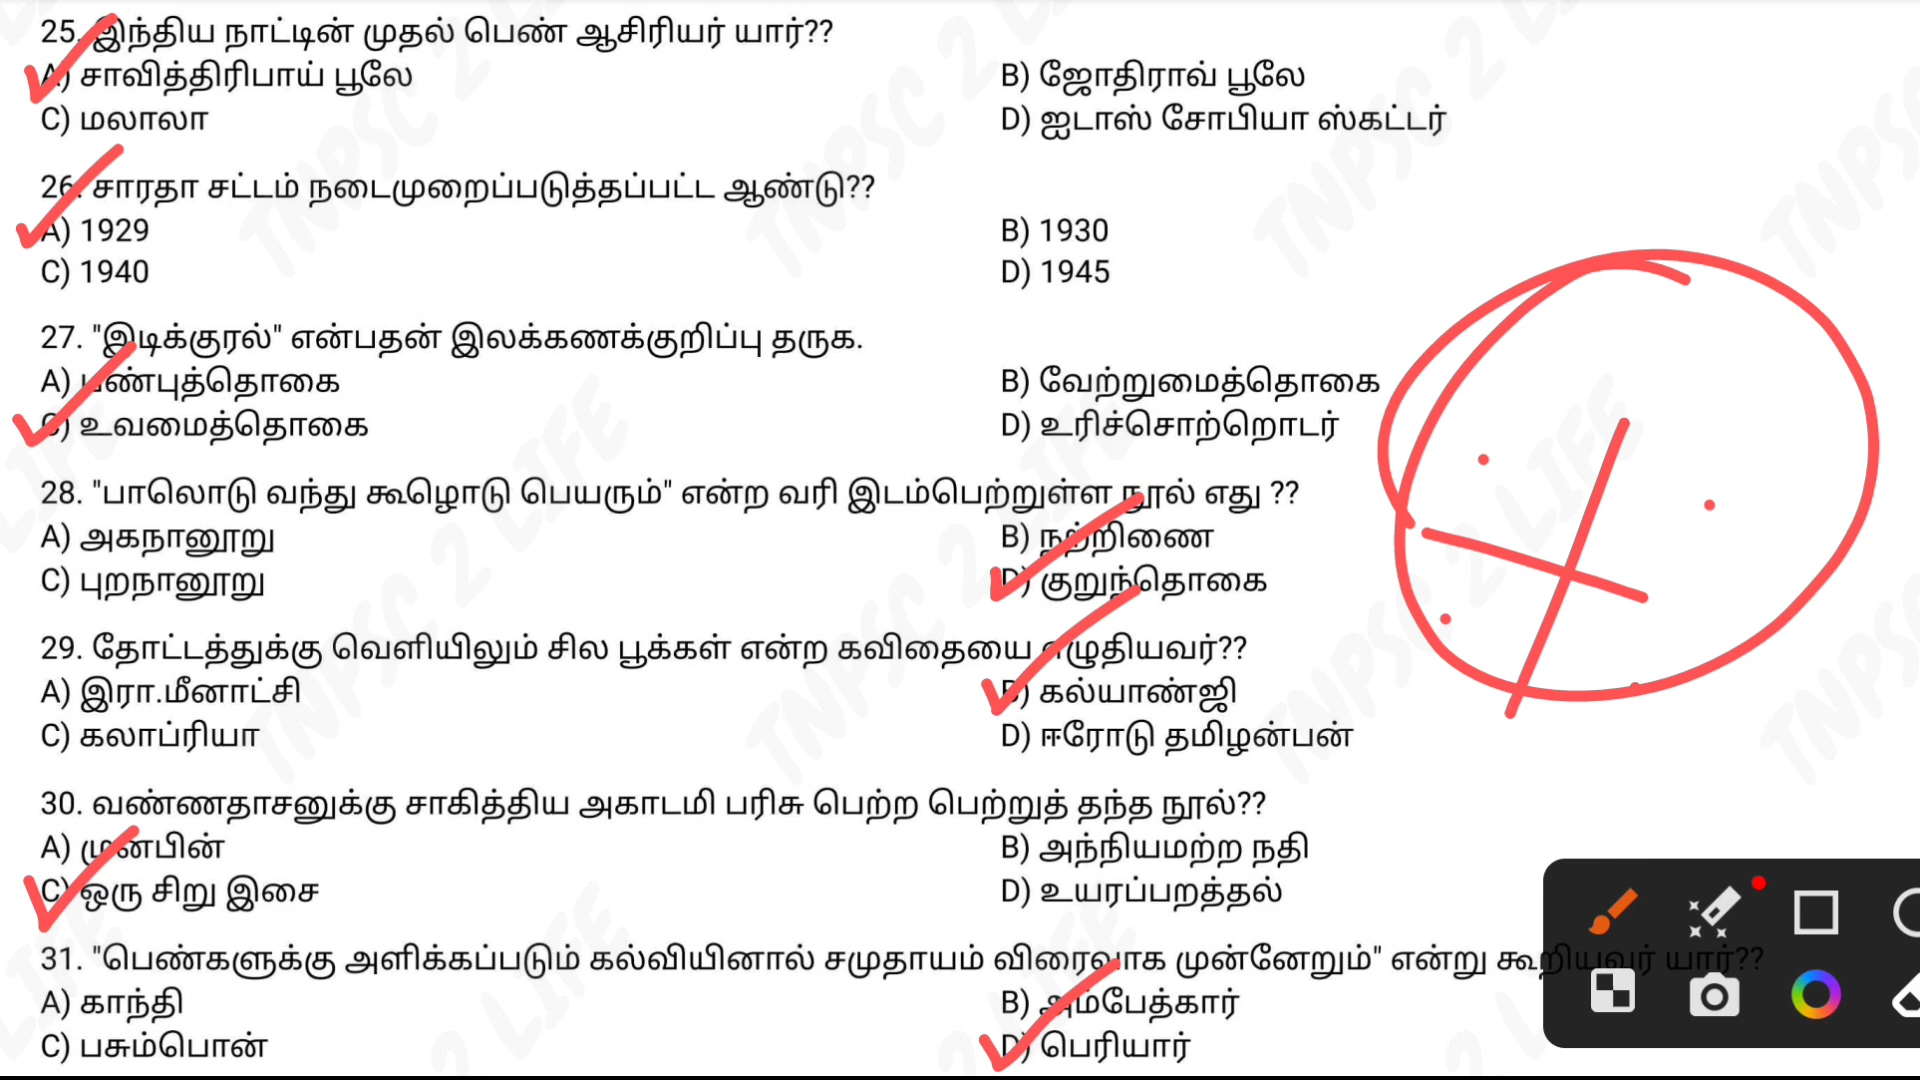 25. இந்திய நாட்டின் முதல் பெண் ஆசிரியர் யார்??
A) சாவித்திரிபாய் பூலே B) ஜோதிராவ் பூலே
C) மலாலா D) ஐடாஸ் சோபியா ஸ்கட்டர்
26. சாரதா சட்டம் நடைமுறைப்படுத்தப்பட்ட ஆண்டு??
A) 1929 B) 1930
C) 1940 D) 1945
27. "இடிக்குரல்" என்பதன் இலக்கணக்குறிப்பு தருக.
A) பண்புத்தொகை B) வேற்றுமைத்தொகை
C) உவமைத்தொகை D) உரிச்சொற்றொடர்
28. "பாலொடு வந்து கூழொடு பெயரும்" என்ற வரி இடம்பெற்றுள்ள நூல் எது ??
A) அகநானூறு B) நற்றிணை
C) புறநானூறு D) குறுந்தொகை
29. தோட்டத்துக்கு வெளியிலும் சில பூக்கள் என்ற கவிதையை எழுதியவர்??
A) இரா.மீனாட்சி B) கல்யாண்ஜி
C) கலாப்ரியா D) ஈரோடு தமிழன்பன்
30. வண்ணதாசனுக்கு சாகித்திய அகாடமி பரிசு பெற்ற பெற்றுத் தந்த நூல்??
A) முன்பின் B) அந்நியமற்ற நதி
C) ஒரு சிறு இசை D) உயரப்பறத்தல்
31. "பெண்களுக்கு அளிக்கப்படும் கல்வியினால் சமுதாயம் விரைவாக முன்னேறும்" என்று கூறியவர் யார்??
A) காந்தி B) அம்பேத்கார்
C) பசும்பொன் D) பெரியார்
TNPSC 2 LIFE